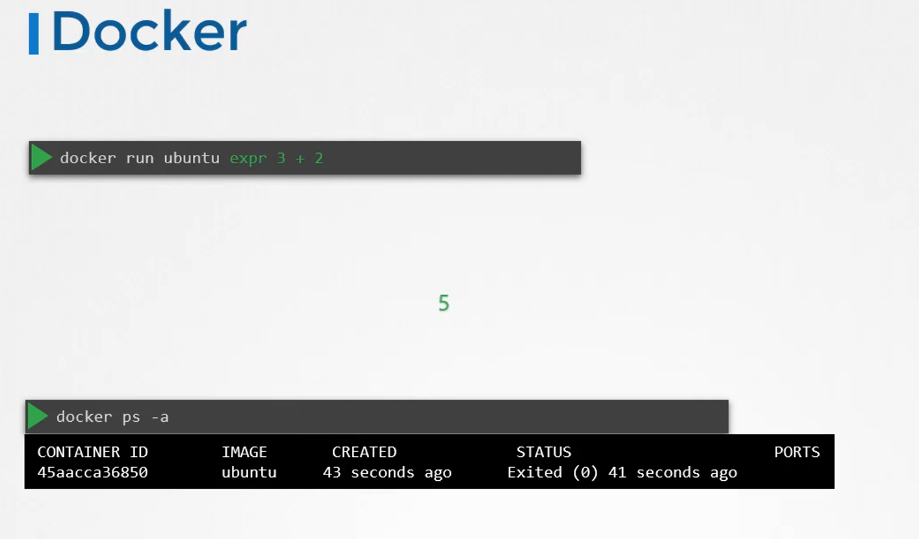 Docker
docker run ubuntu expr 3 + 2
5
docker ps -a
CONTAINER ID IMAGE CREATED STATUS PORTS
45aacca36850 ubuntu 43 seconds ago Exited (0) 41 seconds ago